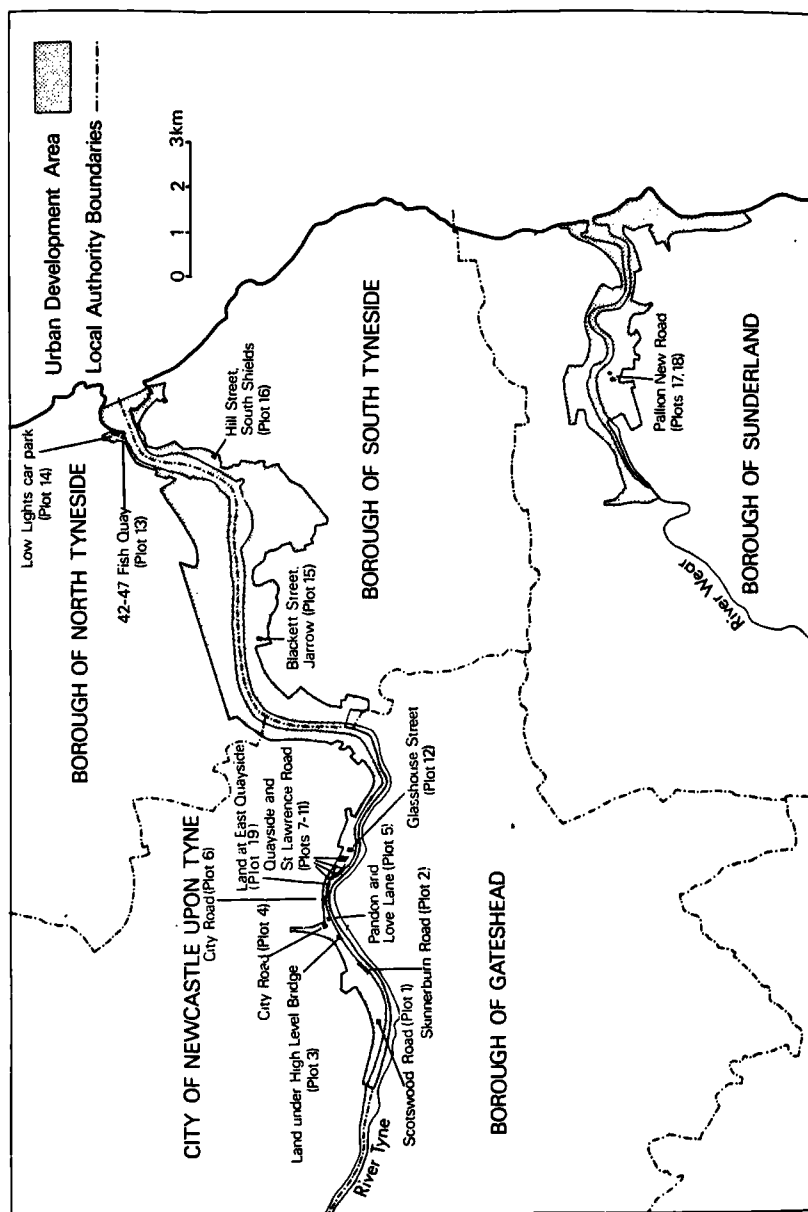 Urban Development Area
Local Authority Boundaries
0 1 2 3km
BOROUGH OF NORTH TYNESIDE
Low Lights car park
(Plot 14)
42-47 Fish Quay
(Plot 13)
Hill Street,
South Shields
(Plot 16)
Blackett Street,
Jarrow (Plot 15)
BOROUGH OF SOUTH TYNESIDE
CITY OF NEWCASTLE UPON TYNE
City Road (Plot 6)
Land at East Quayside
(Plot 19)
Quayside and
St Lawrence Road
(Plots 7-11)
City Road (Plot 4)
Land under High Level Bridge
(Plot 3)
Glasshouse Street
(Plot 12)
Pandon and
Love Lane (Plot 5)
Skinnerburn Road (Plot 2)
Scotswood Road (Plot 1)
River Tyne
BOROUGH OF GATESHEAD
Pallion New Road
(Plots 17,18)
BOROUGH OF SUNDERLAND
River Wear